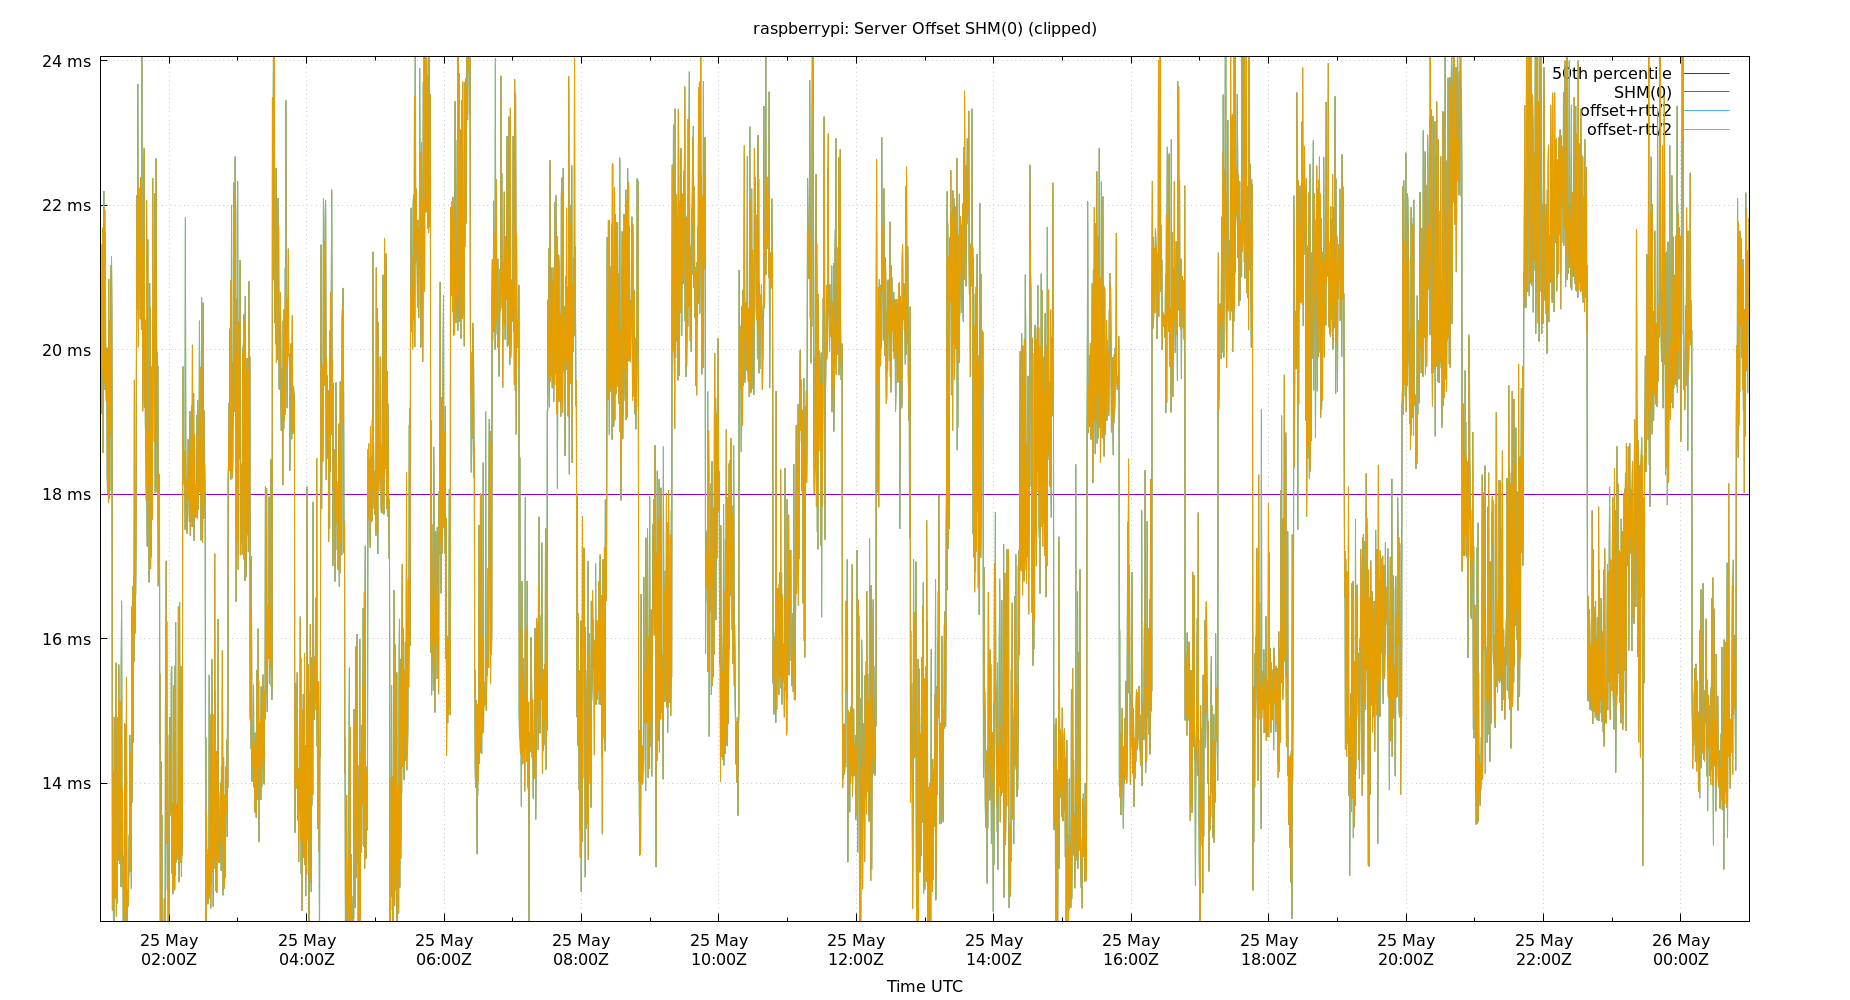 raspberrypi: Server Offset SHM(0) (clipped)
24 ms
22 ms
20 ms
18 ms
16 ms
14 ms
50th percentile
SHM(0)
offset+rtt/2
offset-rtt/2
25 May 02:00Z
25 May 04:00Z
25 May 06:00Z
25 May 08:00Z
25 May 10:00Z
25 May 12:00Z
25 May 14:00Z
25 May 16:00Z
25 May 18:00Z
25 May 20:00Z
25 May 22:00Z
26 May 00:00Z
Time UTC